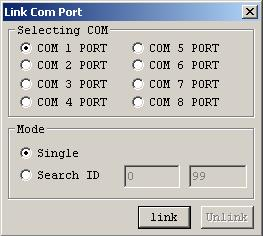 Link Com Port
Selecting COM
COM 1 PORT COM 5 PORT
COM 2 PORT COM 6 PORT
COM 3 PORT COM 7 PORT
COM 4 PORT COM 8 PORT
Mode
Single
Search ID 0 99
link Unlink